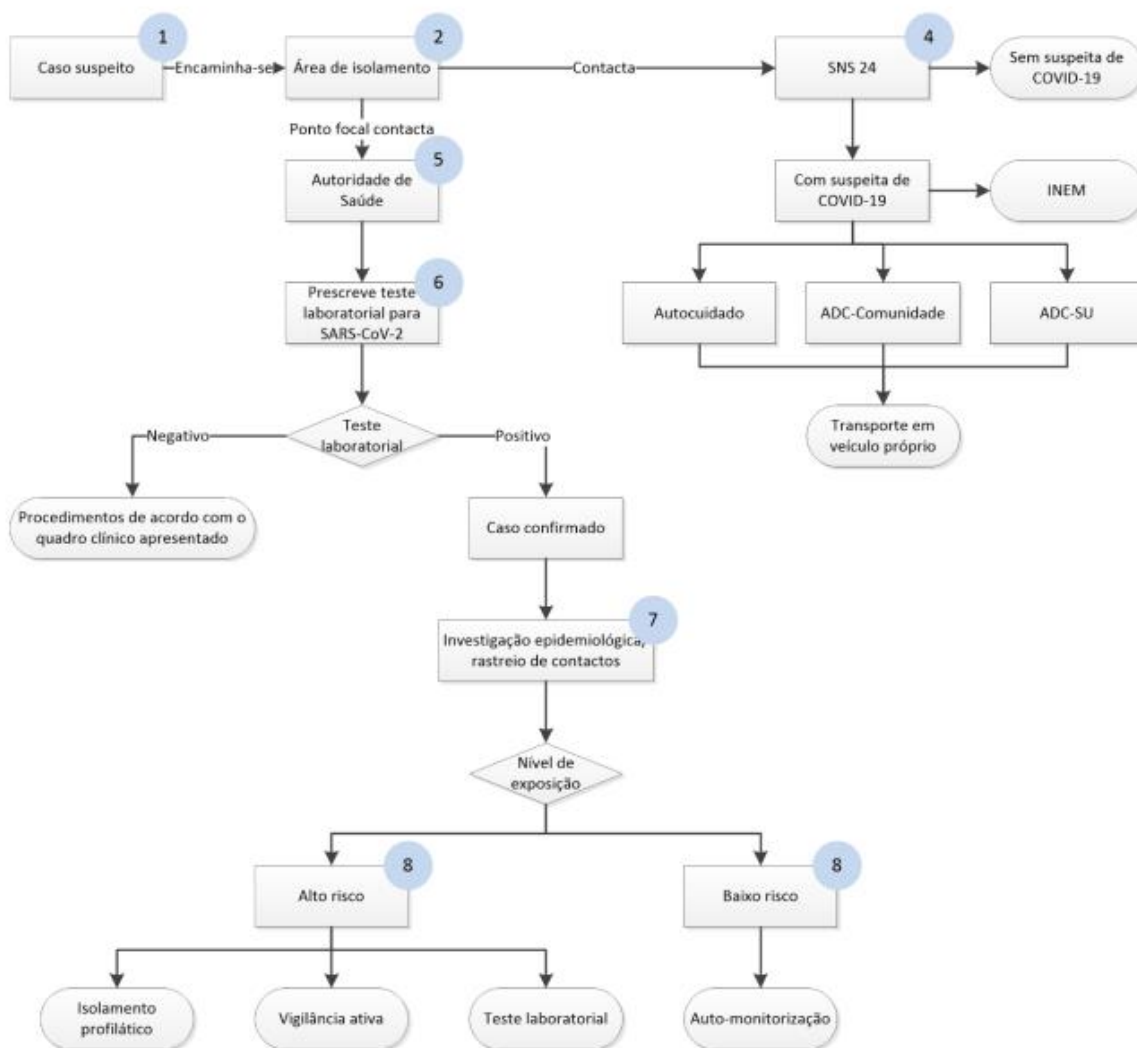 1
2
4
Caso suspeito
Encaminha-se
Área de isolamento
Contacta
SNS 24
Sem suspeita de
COVID-19
Ponto focal contacta
5
Autoridade de
Saúde
Com suspeita de
COVID-19
INEM
6
Prescreve teste
laboratorial para
SARS-CoV-2
Autocuidado
ADC-Comunidade
ADC-SU
Negativo
Teste
laboratorial
Positivo
Transporte em
veículo próprio
Procedimentos de acordo com o
quadro clínico apresentado
Caso confirmado
7
Investigação epidemiológica,
rastreio de contactos
Nível de
exposição
8
Alto risco
8
Baixo risco
Isolamento
profilático
Vigilância ativa
Teste laboratorial
Auto-monitorização